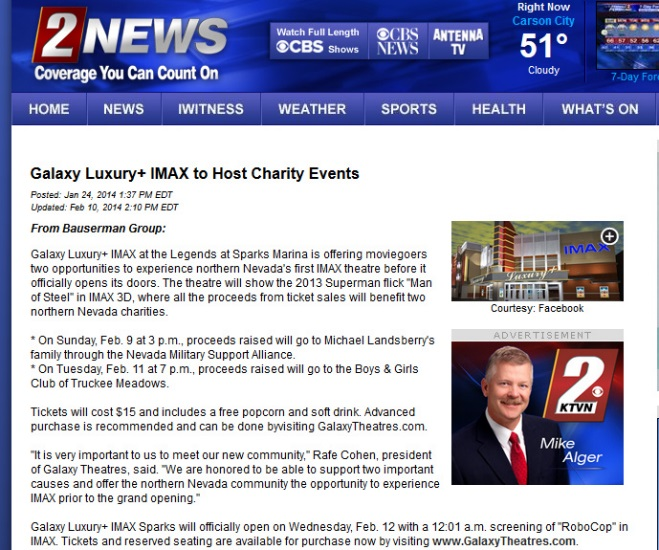 2 NEWS
Coverage You Can Count On
Watch Full Length
CBS Shows
CBS
NEWS
ANTENNA
TV
Right Now
Carson City
51°
Cloudy
7-Day Fore
HOME NEWS IWITNESS WEATHER SPORTS HEALTH WHAT'S ON
Galaxy Luxury+ IMAX to Host Charity Events
Posted: Jan 24, 2014 1:37 PM EDT
Updated: Feb 10, 2014 2:10 PM EDT
From Bauserman Group:
Galaxy Luxury+ IMAX at the Legends at Sparks Marina is offering moviegoers
two opportunities to experience northern Nevada's first IMAX theatre before it
officially opens its doors. The theatre will show the 2013 Superman flick "Man
of Steel" in IMAX 3D, where all the proceeds from ticket sales will benefit two
northern Nevada charities.
* On Sunday, Feb. 9 at 3 p.m., proceeds raised will go to Michael Landsberry's
family through the Nevada Military Support Alliance.
* On Tuesday, Feb. 11 at 7 p.m., proceeds raised will go to the Boys & Girls
Club of Truckee Meadows.
Tickets will cost $15 and includes a free popcorn and soft drink. Advanced
purchase is recommended and can be done byvisiting GalaxyTheatres.com.
"It is very important to us to meet our new community," Rafe Cohen, president
of Galaxy Theatres, said. "We are honored to be able to support two important
causes and offer the northern Nevada community the opportunity to experience
IMAX prior to the grand opening."
Galaxy Luxury+ IMAX Sparks will officially open on Wednesday, Feb. 12 with a 12:01 a.m. screening of "RoboCop" in
IMAX. Tickets and reserved seating are available for purchase now by visiting www.GalaxyTheatres.com.
IMAX
Luxury+
Courtesy: Facebook
ADVERTISEMENT
2
KTVN
Mike
Alger